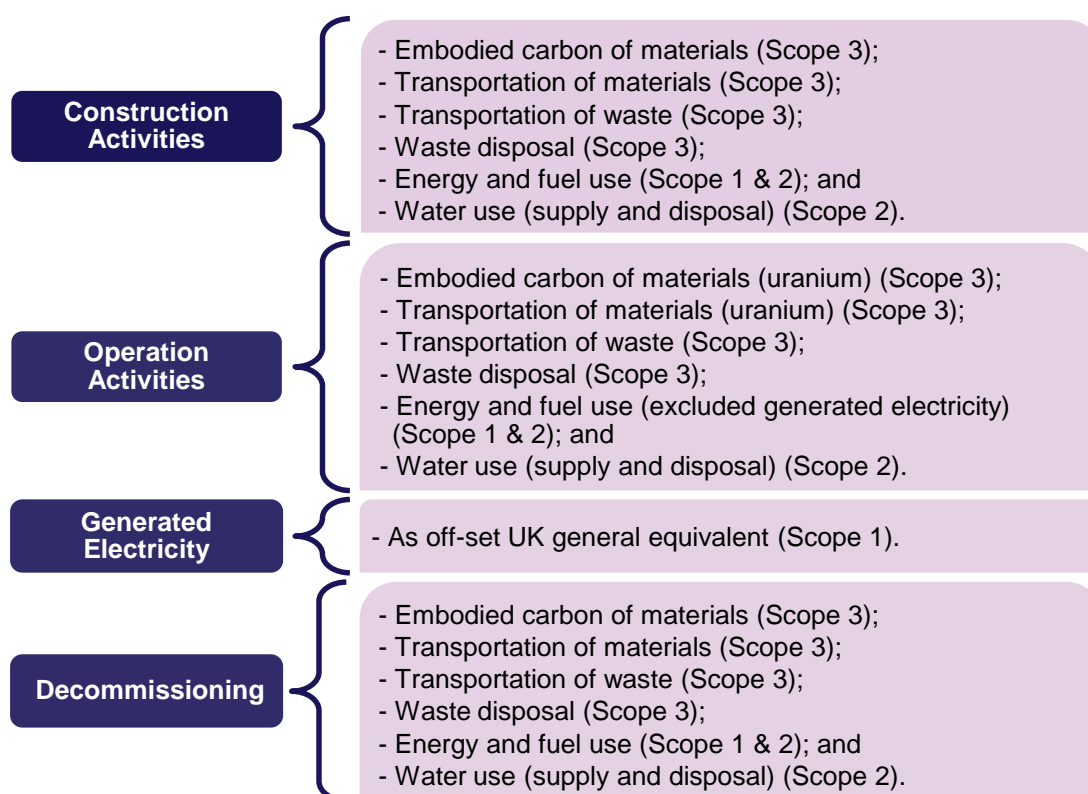 Construction
Activities
- Embodied carbon of materials (Scope 3);
- Transportation of materials (Scope 3);
- Transportation of waste (Scope 3);
- Waste disposal (Scope 3);
- Energy and fuel use (Scope 1 & 2); and
- Water use (supply and disposal) (Scope 2).
Operation
Activities
- Embodied carbon of materials (uranium) (Scope 3);
- Transportation of materials (uranium) (Scope 3);
- Transportation of waste (Scope 3);
- Waste disposal (Scope 3);
- Energy and fuel use (excluded generated electricity)
(Scope 1 & 2); and
- Water use (supply and disposal) (Scope 2).
Generated
Electricity
- As off-set UK general equivalent (Scope 1).
Decommissioning
- Embodied carbon of materials (Scope 3);
- Transportation of materials (Scope 3);
- Transportation of waste (Scope 3);
- Waste disposal (Scope 3);
- Energy and fuel use (Scope 1 & 2); and
- Water use (supply and disposal) (Scope 2).